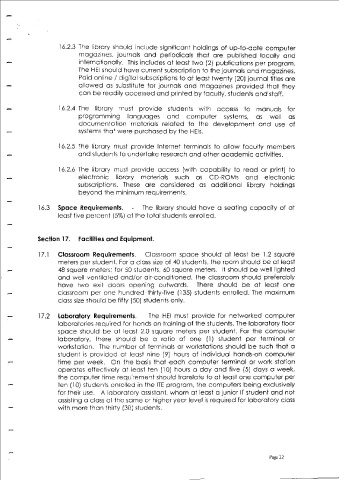 16.2.3 The library should include significant holdings of up-to-date computer
magazines, journals and periodicals that are published locally and
internationally. This includes at least two (2) publications per program.
The HEI should have current subscription to the journals and magazines.
Paid online / digital subscriptions to at least twenty (20) journal titles are
allowed as substitute for journals and magazines provided that they
can be readily accessed and printed by faculty, students and staff.
16.2.4 The library must provide students with access to manuals for
programming languages and computer systems, as well as
documentation materials related to the development and use of
systems that were purchased by the HEIs.
16.2.5 The library must provide Internet terminals to allow faculty members
and students to undertake research and other academic activities.
16.2.6 The library must provide access (with capability to read or print) to
electronic library materials such as CD-ROMs and electronic
subscriptions. These are considered as additional library holdings
beyond the minimum requirements.
16.3 Space Requirements. - The library should have a seating capacity of at
least five percent (5%) of the total students enrolled.
Section 17. Facilities and Equipment.
17.1 Classroom Requirements. Classroom space should at least be 1.2 square
meters per student. For a class size of 40 students, the room should be at least
48 square meters; for 50 students, 60 square meters. It should be well lighted
and well ventilated and/or air-conditioned. The classroom should preferably
have two exit doors opening outwards. There should be at least one
classroom per one hundred thirty-five (135) students enrolled. The maximum
class size should be fifty (50) students only.
17.2 Laboratory Requirements. The HEI must provide for networked computer
laboratories required for hands on training of the students. The laboratory floor
space should be at least 2.0 square meters per student. For the computer
laboratory, there should be a ratio of one (1) student per terminal or
workstation. The number of terminals or workstations should be such that a
student is provided at least nine (9) hours of individual hands-on computer
time per week. On the basis that each computer terminal or work station
operates effectively at least ten (10) hours a day and five (5) days a week,
the computer time requirement should translate to at least one computer per
ten (10) students enrolled in the ITE program, the computers being exclusively
for their use. A laboratory assistant, whom at least a junior IT student and not
assisting a class of the same or higher year level is required for laboratory class
with more than thirty (30) students.
Page 22